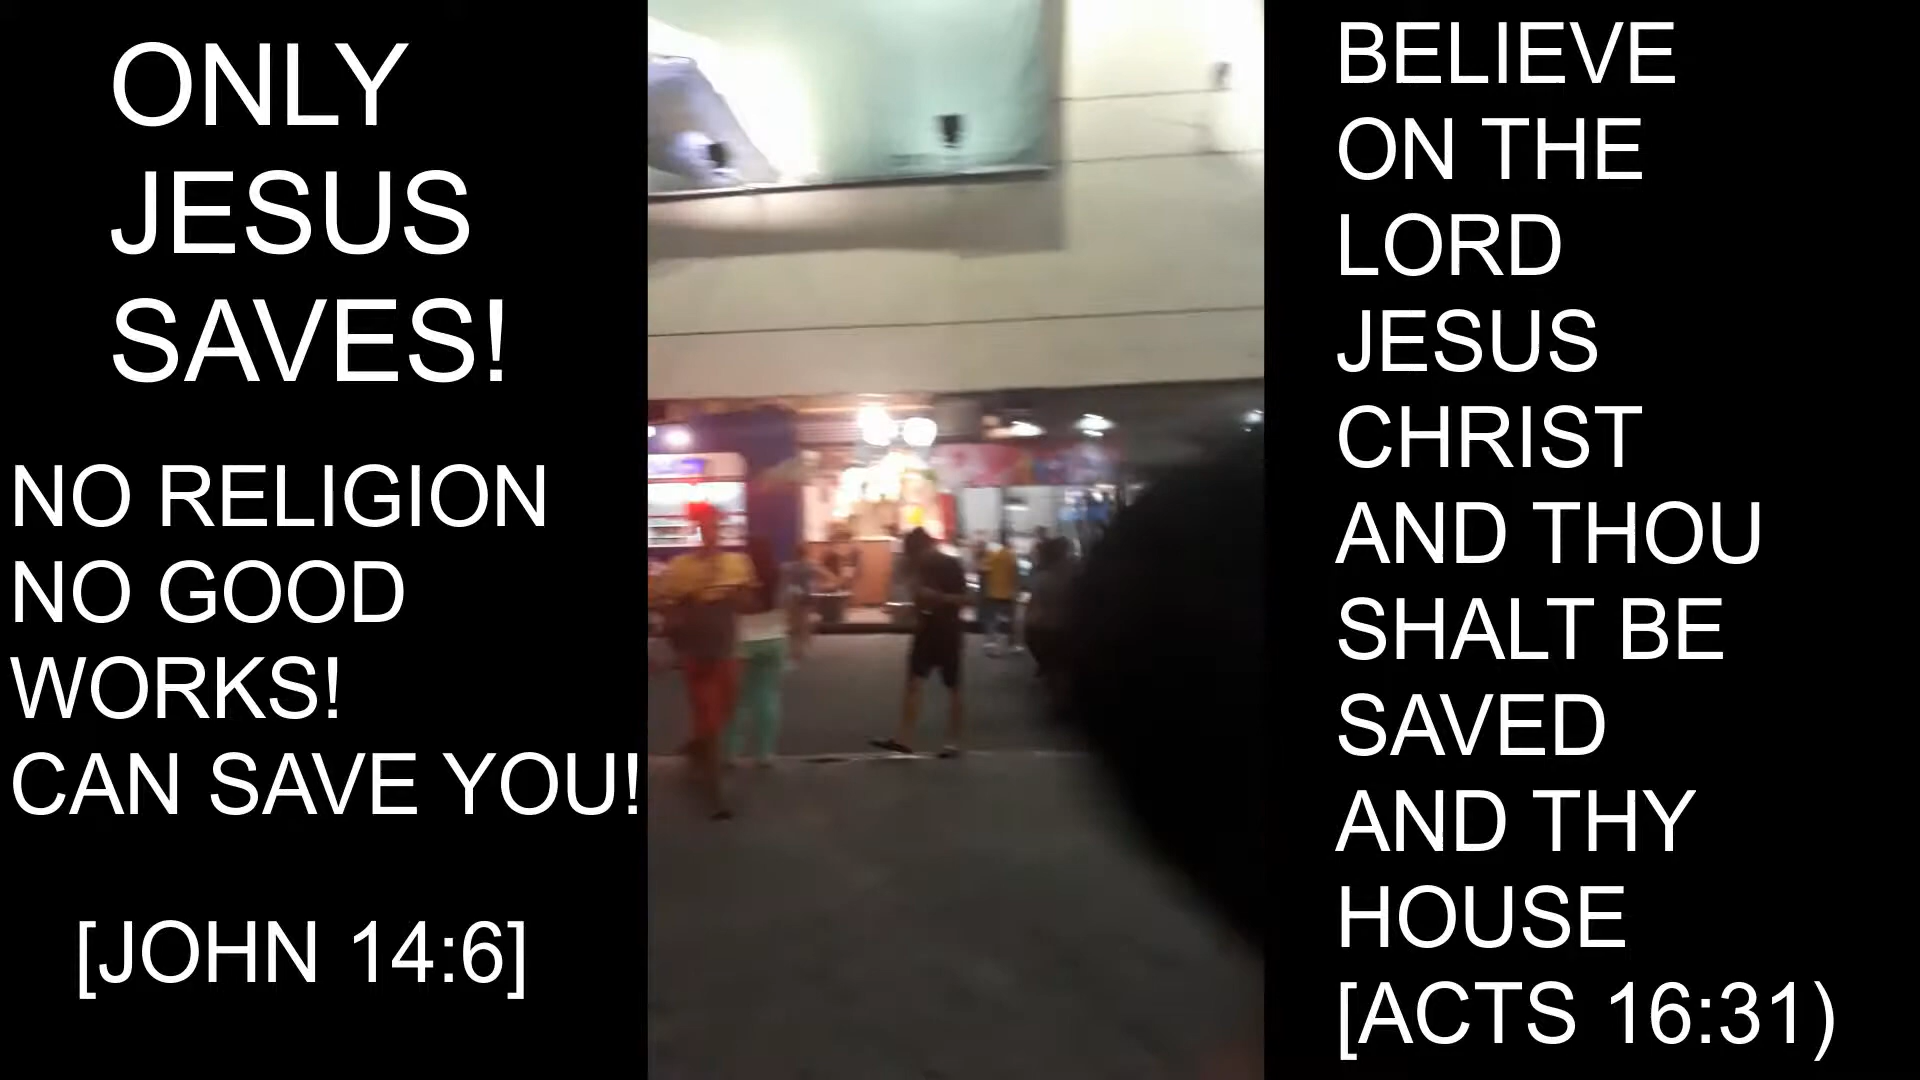 ONLY
JESUS
SAVES!
NO RELIGION
NO GOOD
WORKS!
CAN SAVE YOU!
[JOHN 14:6]
BELIEVE
ON THE
LORD
JESUS
CHRIST
AND THOU
SHALT BE
SAVED
AND THY
HOUSE
[ACTS 16:31)